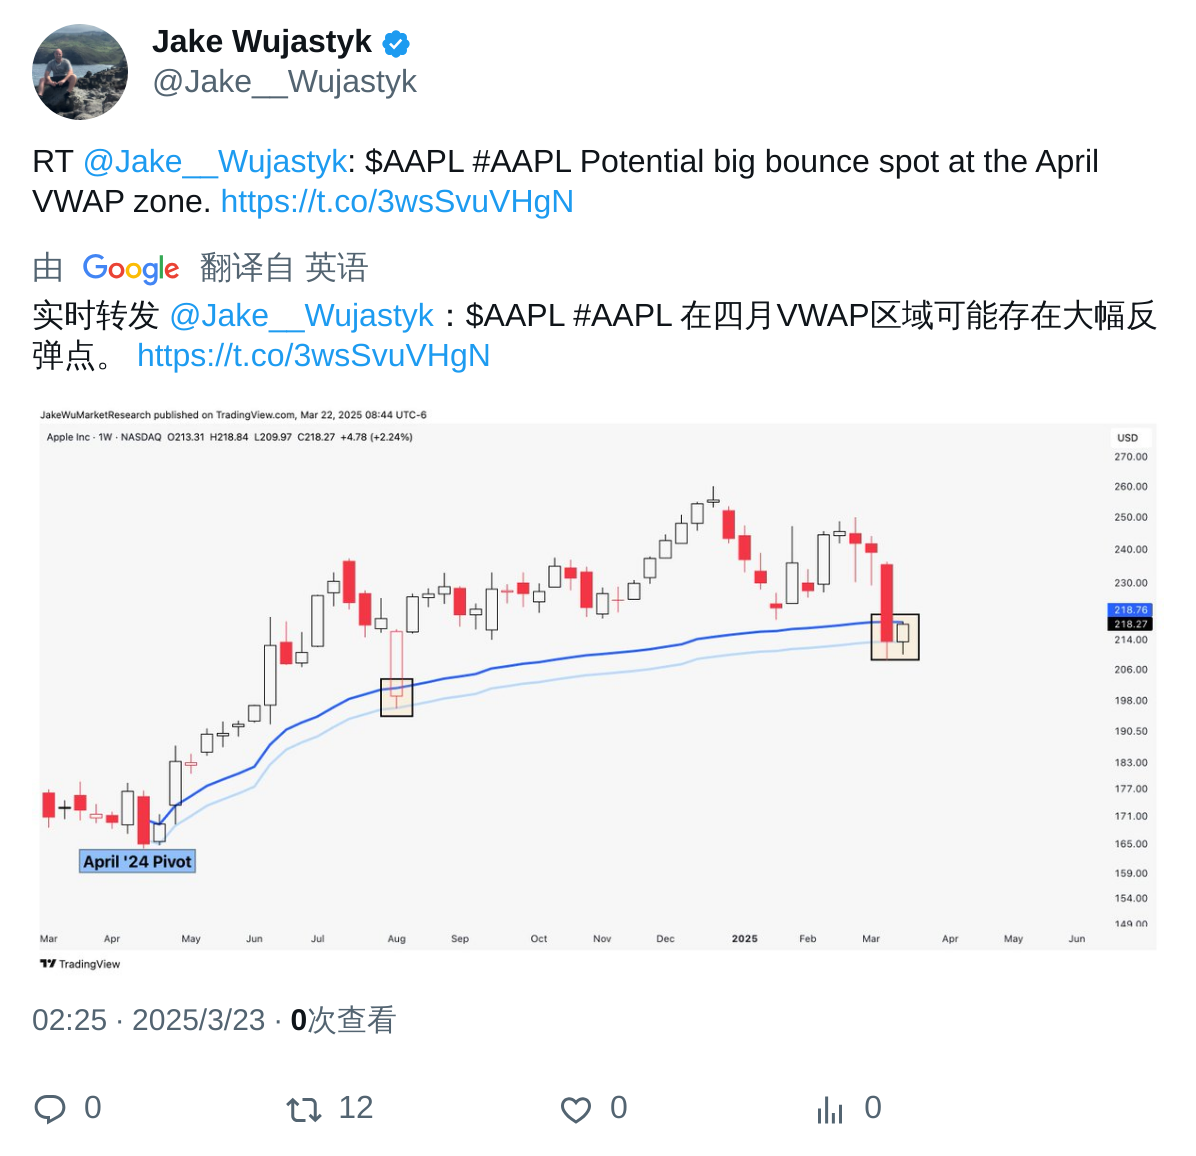 Jake Wujastyk
@Jake__Wujastyk
RT @Jake__Wujastyk: $AAPL #AAPL Potential big bounce spot at the April
VWAP zone. https://t.co/3wsSvuVHgN
由 Google 翻译自 英语
实时转发 @Jake__Wujastyk：$AAPL #AAPL 在四月VWAP区域可能存在大幅反
弹点。 https://t.co/3wsSvuVHgN
JakeWuMarketResearch published on TradingView.com, Mar 22, 2025 08:44 UTC-6
Apple Inc · 1W · NASDAQ O213.31 H218.84 L209.97 C218.27 +4.78 (+2.24%)
USD
270.00
260.00
250.00
240.00
230.00
218.76
218.27
214.00
206.00
198.00
190.50
183.00
177.00
171.00
165.00
159.00
154.00
149.00
April '24 Pivot
Mar Apr May Jun Jul Aug Sep Oct Nov Dec 2025 Feb Mar Apr May Jun
TradingView
02:25 · 2025/3/23 · 0次查看
0 12 0 0